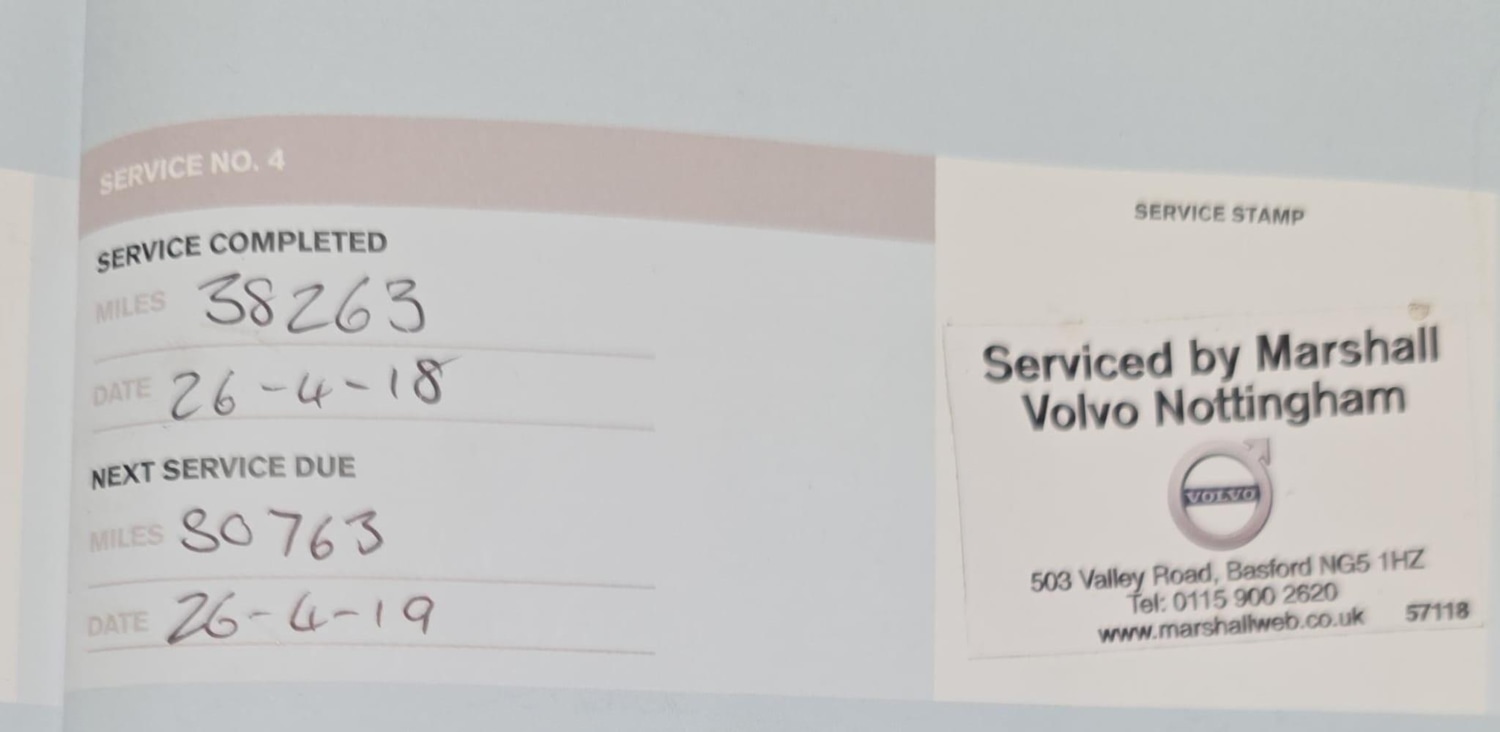 SERVICE NO. 4
SERVICE COMPLETED
MILES 38263
DATE 26-4-18
NEXT SERVICE DUE
MILES 50763
DATE 26-4-19
SERVICE STAMP
Serviced by Marshall
Volvo Nottingham
VOLVO
503 Valley Road, Basford NG5 1HZ
Tel: 0115 900 2620
www.marshallweb.co.uk 57118